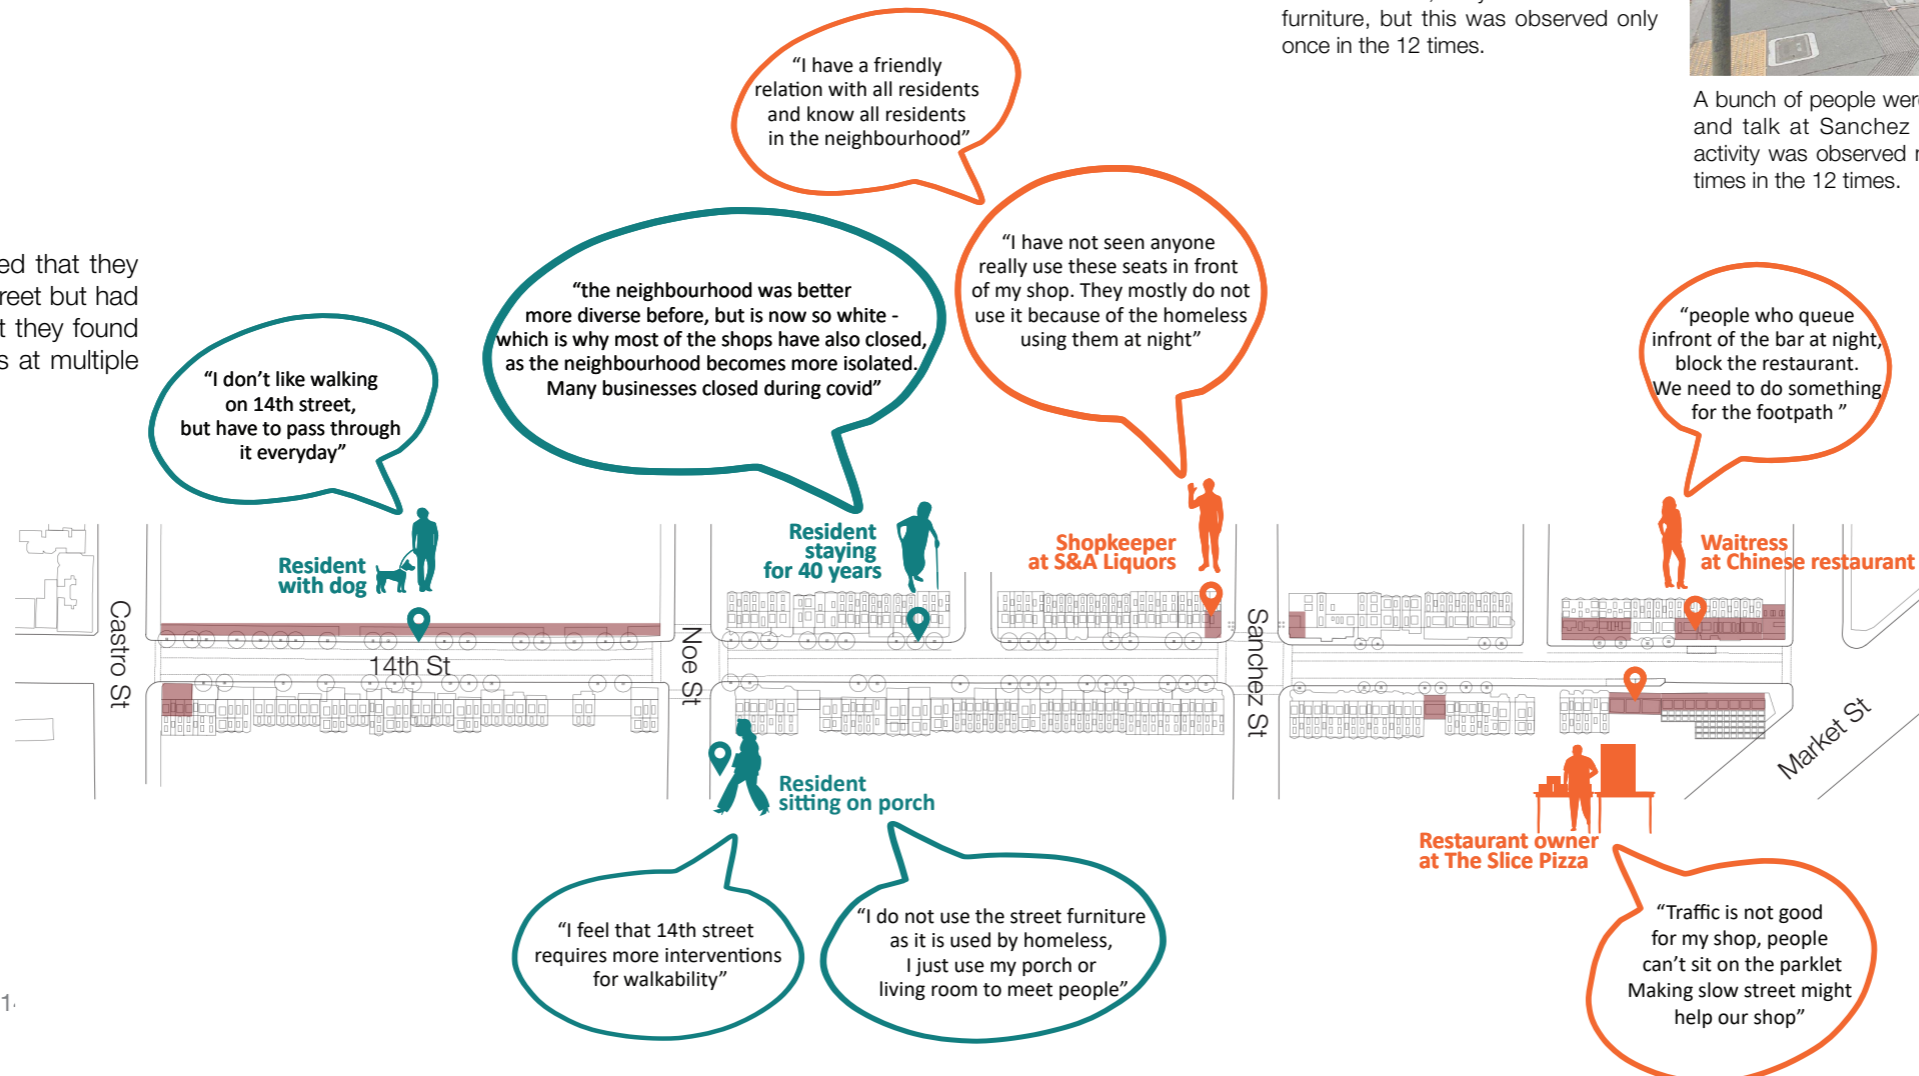 furniture, but this was observed only
once in the 12 times.
A bunch of people were
and talk at Sanchez
activity was observed
times in the 12 times.
ed that they
reet but had
t they found
s at multiple
“I have a friendly
relation with all residents
and know all residents
in the neighbourhood”
“I have not seen anyone
really use these seats in front
of my shop. They mostly do not
use it because of the homeless
using them at night”
“the neighbourhood was better
more diverse before, but is now so white -
which is why most of the shops have also closed,
as the neighbourhood becomes more isolated.
Many businesses closed during covid”
“I don’t like walking
on 14th street,
but have to pass through
it everyday”
“people who queue
infront of the bar at night,
block the restaurant.
We need to do something
for the footpath ”
Resident
with dog
Resident
staying
for 40 years
Shopkeeper
at S&A Liquors
Waitress
at Chinese restaurant
Castro St
14th St
Noe St
Sanchez St
Market St
Resident
sitting on porch
Restaurant owner
at The Slice Pizza
“I feel that 14th street
requires more interventions
for walkability”
“I do not use the street furniture
as it is used by homeless,
I just use my porch or
living room to meet people”
“Traffic is not good
for my shop, people
can’t sit on the parklet
Making slow street might
help our shop”